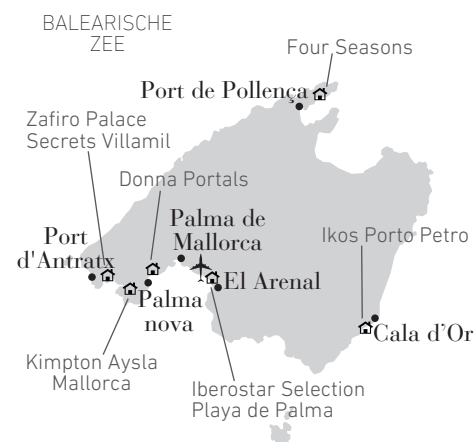 BALEARISCHE
ZEE
Four Seasons
Port de Pollença
Zafiro Palace
Secrets Villamil
Donna Portals
Palma de
Mallorca
Ikos Porto Petro
Port
d'Antratx
El Arenal
Palma
nova
Cala d'Or
Kimpton Aysla
Mallorca
Iberostar Selection
Playa de Palma